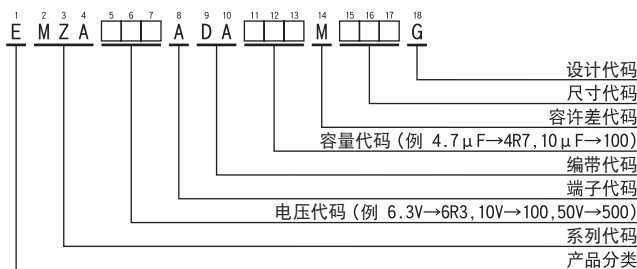 1 2 3 4 5 6 7 8 9 10 11 12 13 14 15 16 17 18
E M Z A □ □ □ A D A □ □ □ M □ □ □ G
设计代码
尺寸代码
容许差代码
容量代码 (例 4.7μF→4R7,10μF→100)
编带代码
端子代码
电压代码 (例 6.3V→6R3,10V→100,50V→500)
系列代码
产品分类